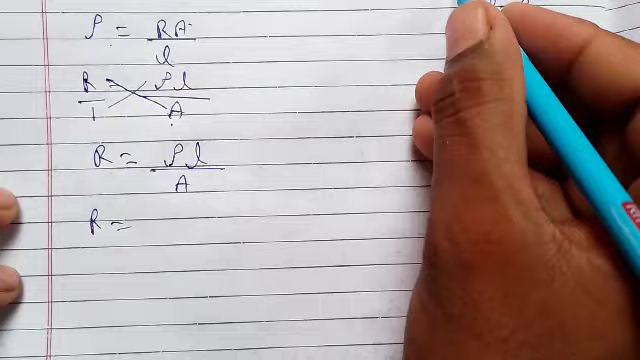 ρ = RA / l
R / 1 = ρl / A
R = ρl / A
R =